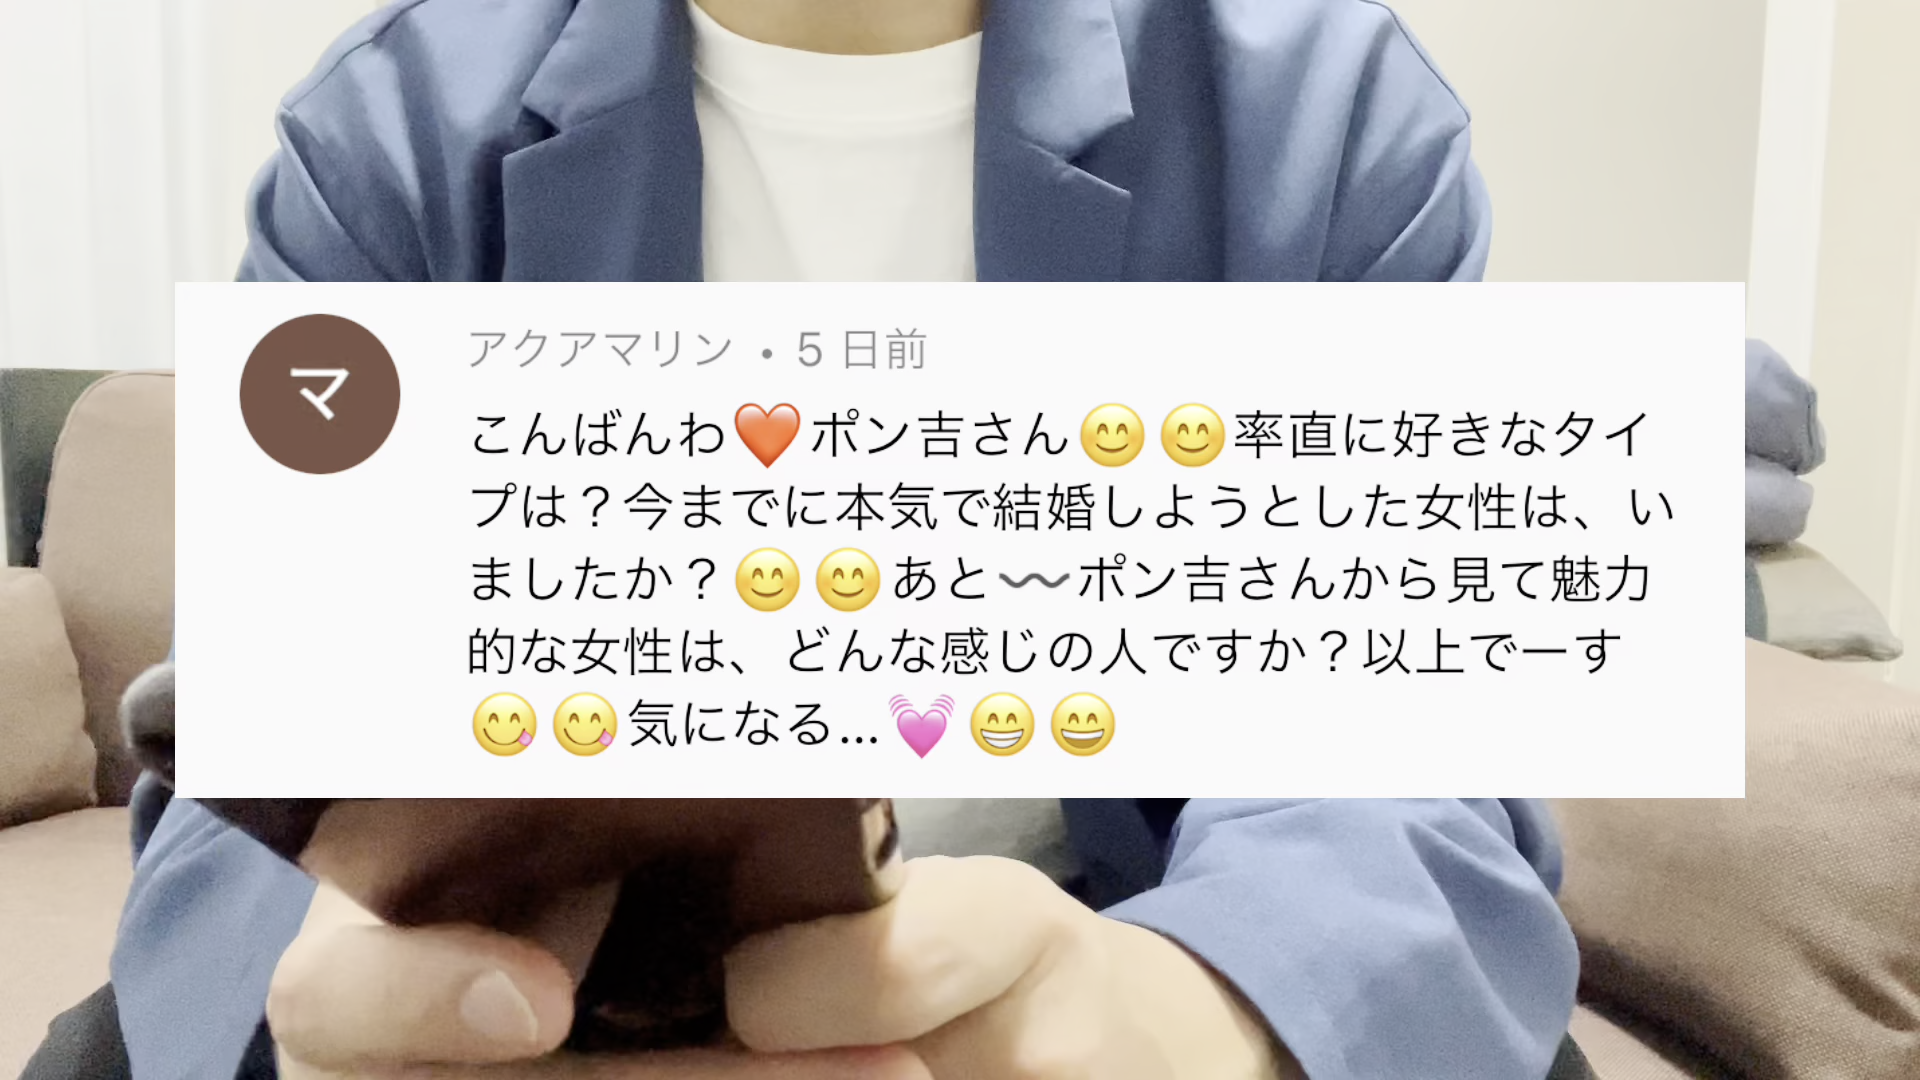 マ
アクアマリン・5 日前
こんばんわ❤️ポン吉さん😊😊率直に好きなタイ
プは？今までに本気で結婚しようとした女性は、い
ましたか？😊😊あと〰️ポン吉さんから見て魅力
的な女性は、どんな感じの人ですか？以上でーす
😋😋気になる...💓😁😄